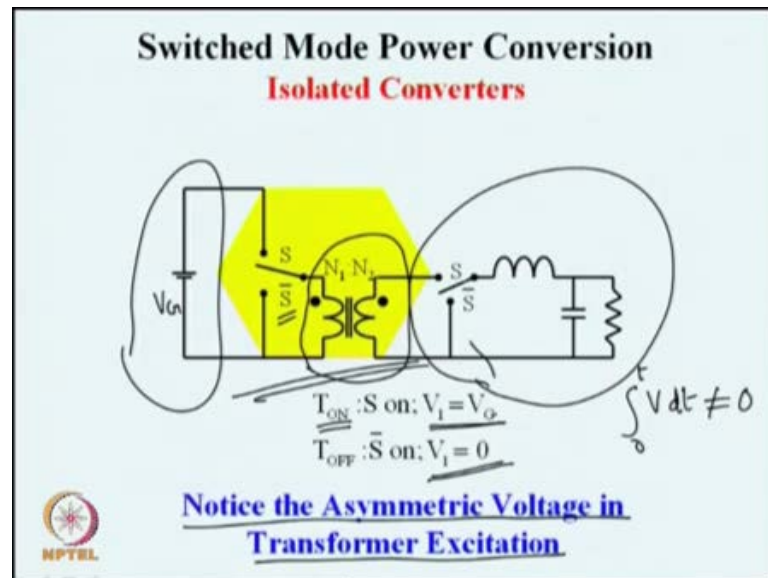 Switched Mode Power Conversion
Isolated Converters
S
S̅
N₁:N₂
S
S̅
V_G
T_ON :S on; V₁ = V_G
T_OFF :S̅ on; V₁ = 0
∫₀ᵗ V dt ≠ 0
Notice the Asymmetric Voltage in
Transformer Excitation
NPTEL